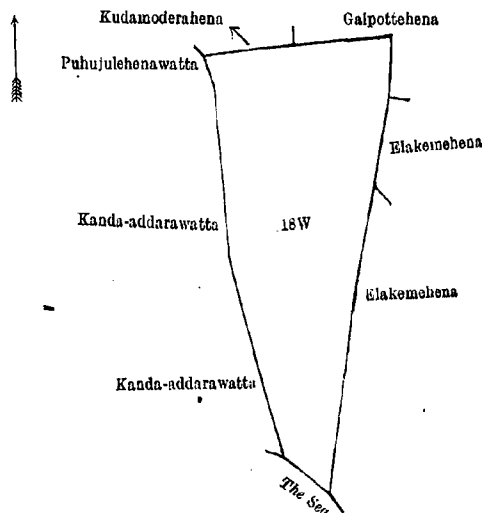 Kudamoderahena
Galpottehena
Puhujulehenawatta
Elakemehena
Kanda-addarawatta
18W
Elakemehena
Kanda-addarawatta
The Sea